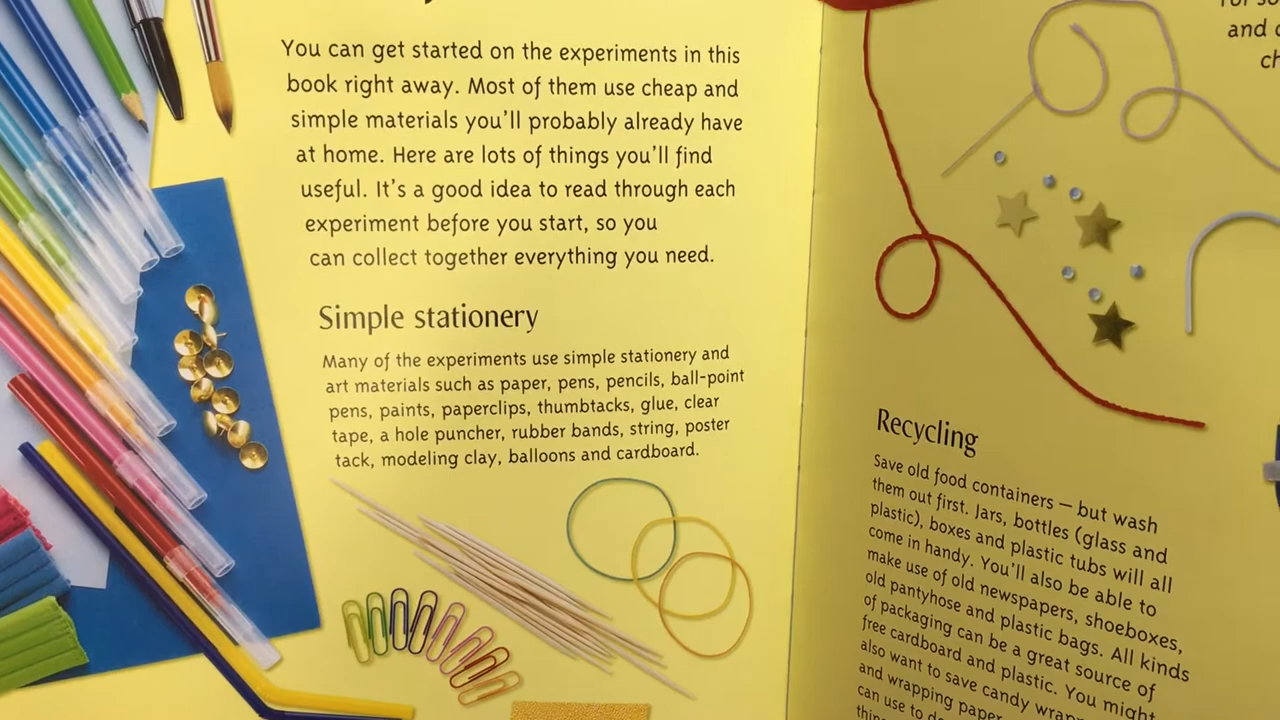 You can get started on the experiments in this
book right away. Most of them use cheap and
simple materials you'll probably already have
at home. Here are lots of things you'll find
useful. It's a good idea to read through each
experiment before you start, so you
can collect together everything you need.
Simple stationery
Many of the experiments use simple stationery and
art materials such as paper, pens, pencils, ball-point
pens, paints, paperclips, thumbtacks, glue, clear
tape, a hole puncher, rubber bands, string, poster
tack, modeling clay, balloons and cardboard.
and
Recycling
Save old food containers – but wash
them out first. Jars, bottles (glass and
plastic), boxes and plastic tubs will all
come in handy. You'll also be able to
make use of old newspapers, shoeboxes,
old pantyhose and plastic bags. All kinds
of packaging can be a great source of
free cardboard and plastic. You might
also want to save candy
and wrapping paper
can use to